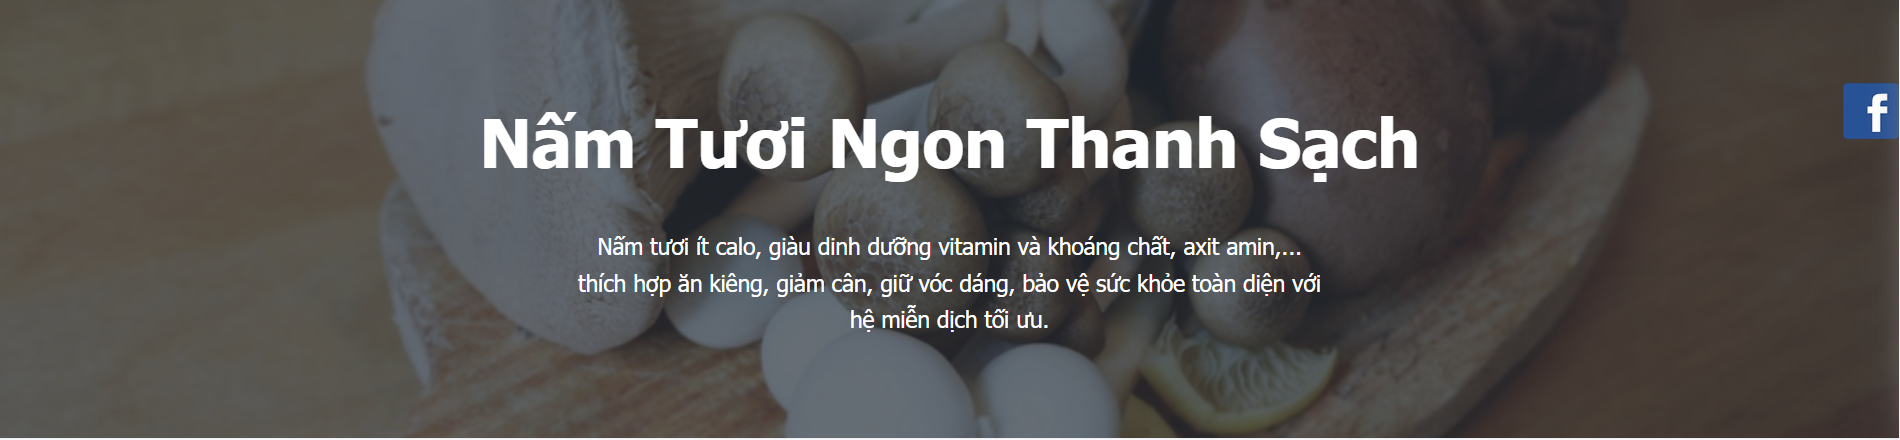 Nấm Tươi Ngon Thanh Sạch
Nấm tươi ít calo, giàu dinh dưỡng vitamin và khoáng chất, axit amin,...
thích hợp ăn kiêng, giảm cân, giữ vóc dáng, bảo vệ sức khỏe toàn diện với
hệ miễn dịch tối ưu.